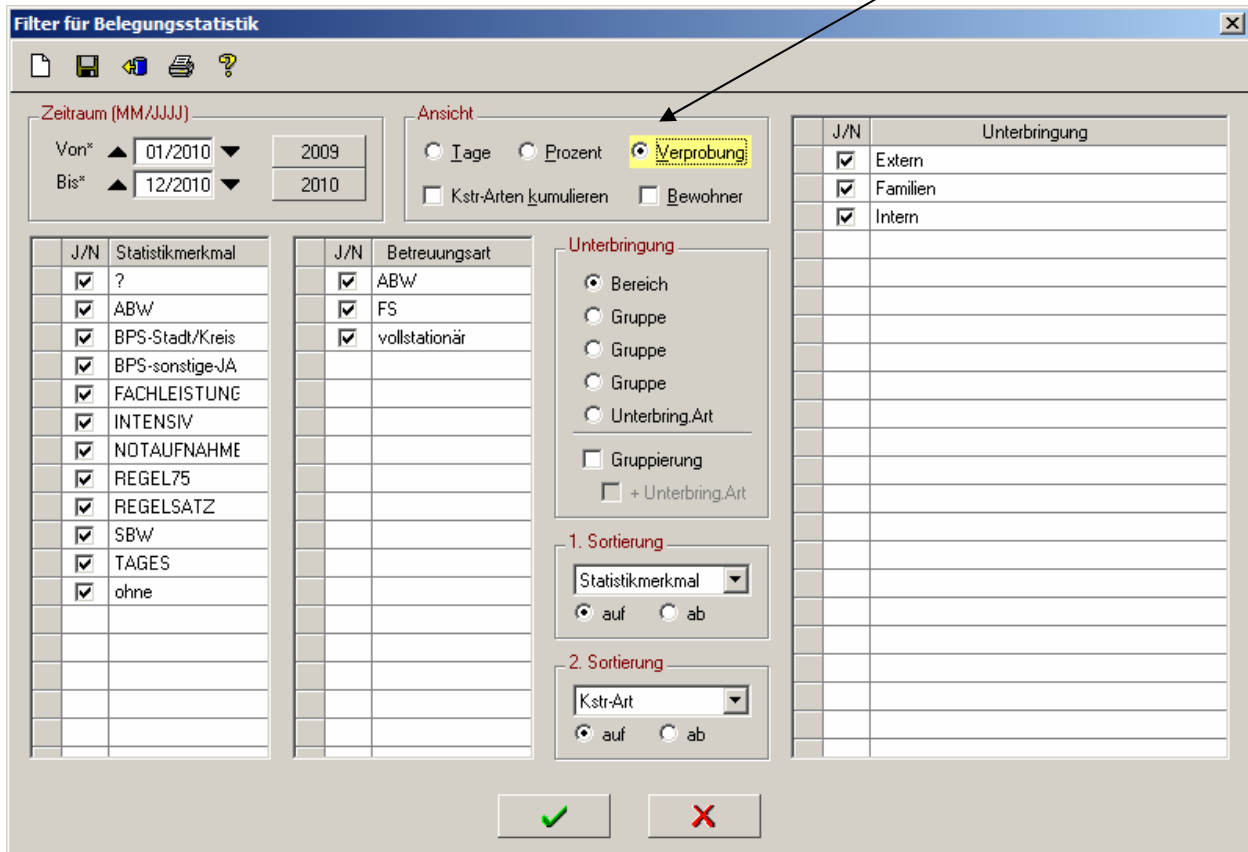 Filter für Belegungsstatistik
Zeitraum (MM/JJJJ)
Von* 01/2010 2009
Bis* 12/2010 2010
Ansicht
Tage Prozent Verprobung
Kstr-Arten kumulieren Bewohner
J/N Unterbringung
Extern
Familien
Intern
J/N Statistikmerkmal
?
ABW
BPS-Stadt/Kreis
BPS-sonstige-JA
FACHLEISTUNG
INTENSIV
NOTAUFNAHME
REGEL75
REGELSATZ
SBW
TAGES
ohne
J/N Betreuungsart
ABW
FS
vollstationär
Unterbringung
Bereich
Gruppe
Gruppe
Gruppe
Unterbring.Art
Gruppierung
+ Unterbring.Art
1. Sortierung
Statistikmerkmal
auf ab
2. Sortierung
Kstr-Art
auf ab